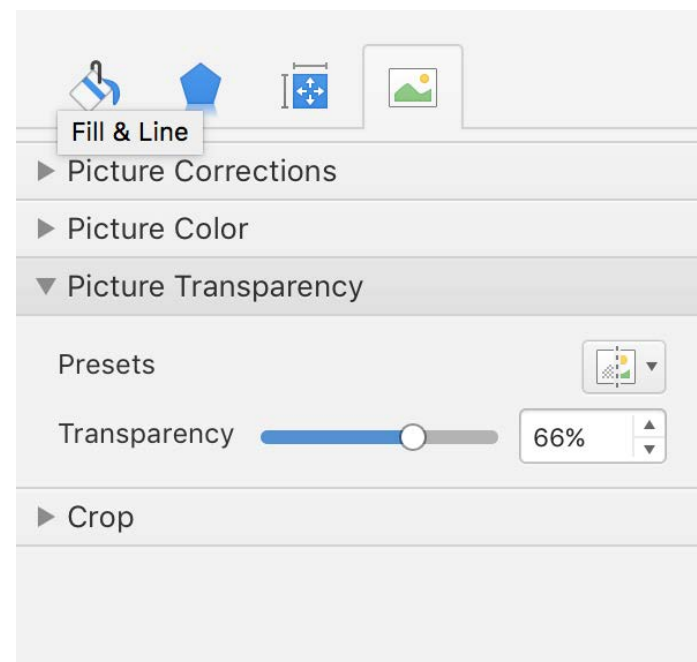 Fill & Line
Picture Corrections
Picture Color
Picture Transparency
Presets
Transparency 66%
Crop